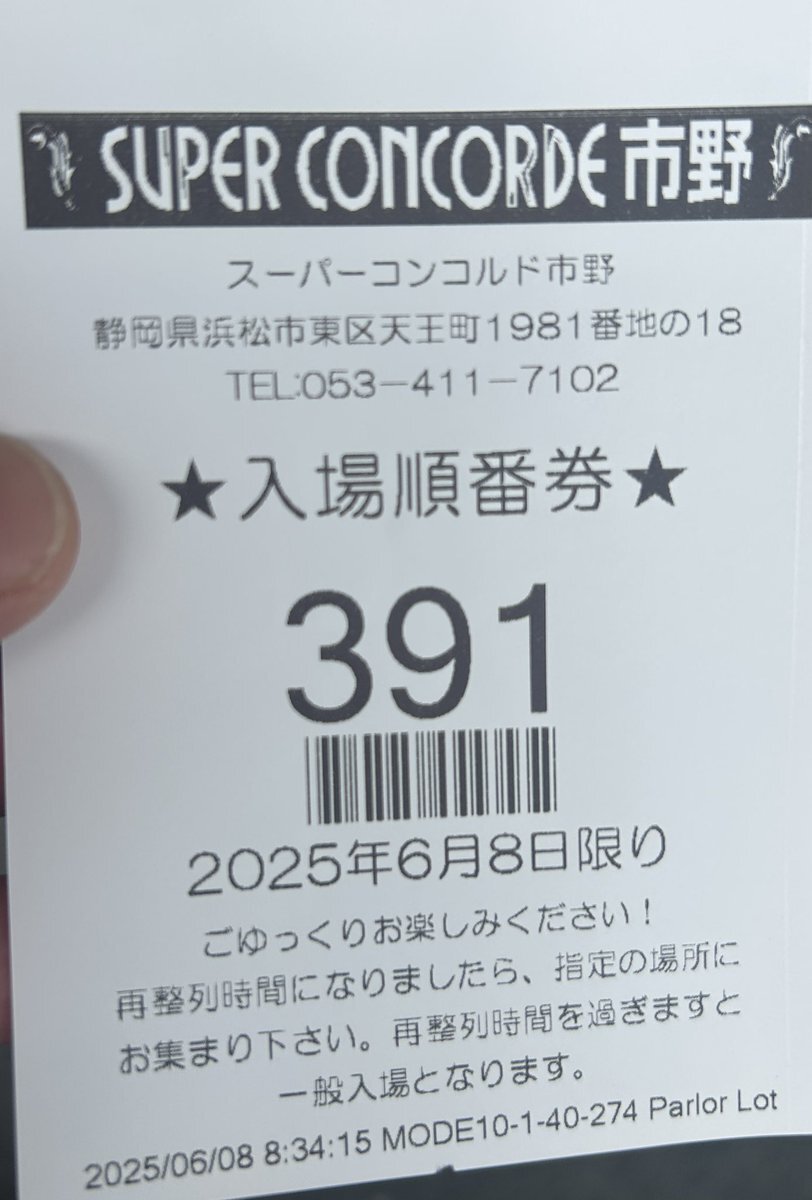 SUPER CONCORDE 市野
スーパーコンコルド市野
静岡県浜松市東区天王町1981番地の18
TEL:053-411-7102
★入場順番券★
391
2025年6月8日限り
ごゆっくりお楽しみください!
再整列時間になりましたら、指定の場所に
お集まり下さい。再整列時間を過ぎますと
一般入場となります。
2025/06/08 8:34:15 MODE10-1-40-274 Parlor Lot